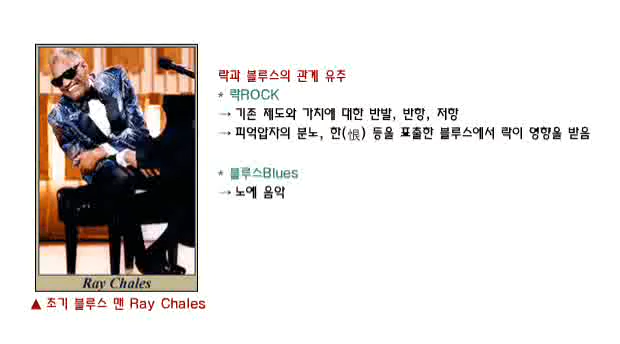 락과 블루스의 관계 유추
* 락ROCK
→ 기존 제도와 가치에 대한 반발, 반항, 저항
→ 피억압자의 분노, 한(恨) 등을 표출한 블루스에서 락이 영향을 받음
* 블루스Blues
→ 노예 음악
Ray Chales
▲ 초기 블루스 맨 Ray Chales